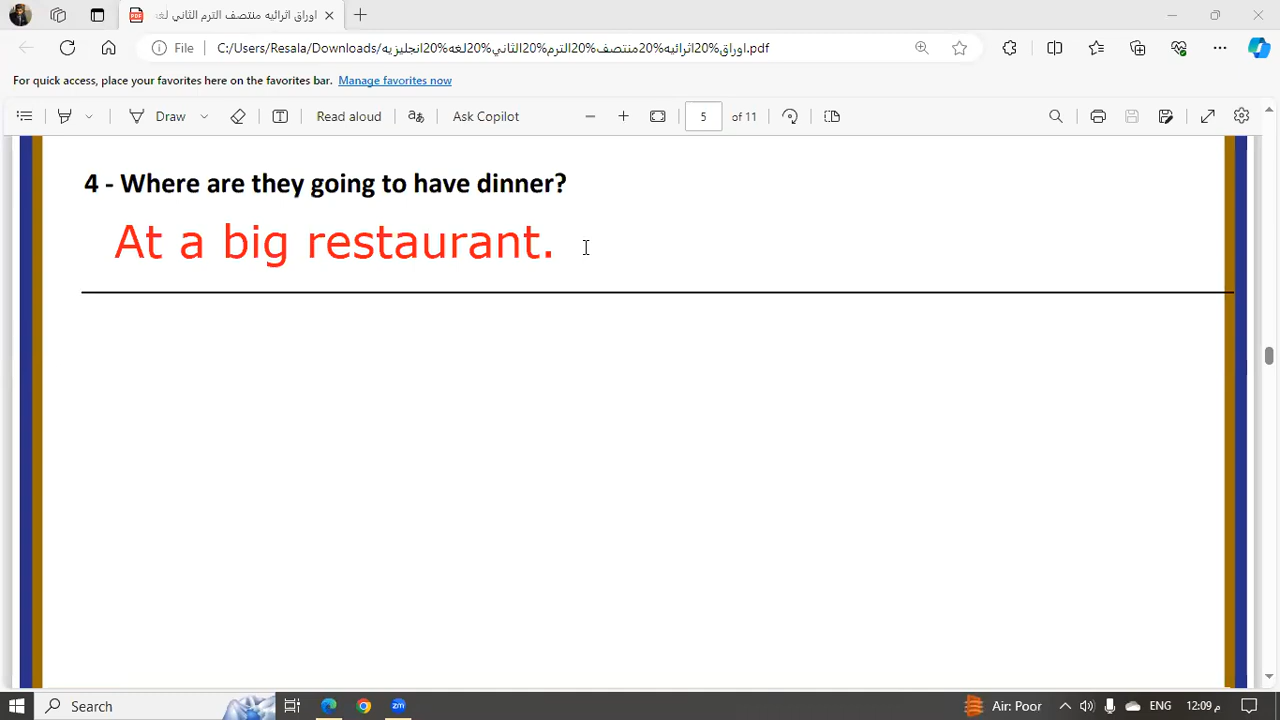 اوراق اثرائيه منتصف الترم الثاني لغ
File
C:/Users/Resala/Downloads/اوراق%20اثرائيه%20منتصف%20الترم%20الثاني%20لغه%20انجليزيه.pdf
For quick access, place your favorites here on the favorites bar. Manage favorites now
Draw
Read aloud
aあ
Ask Copilot
5 of 11
4 - Where are they going to have dinner?
At a big restaurant.
Search
zm
Air: Poor
ENG
12:09 م